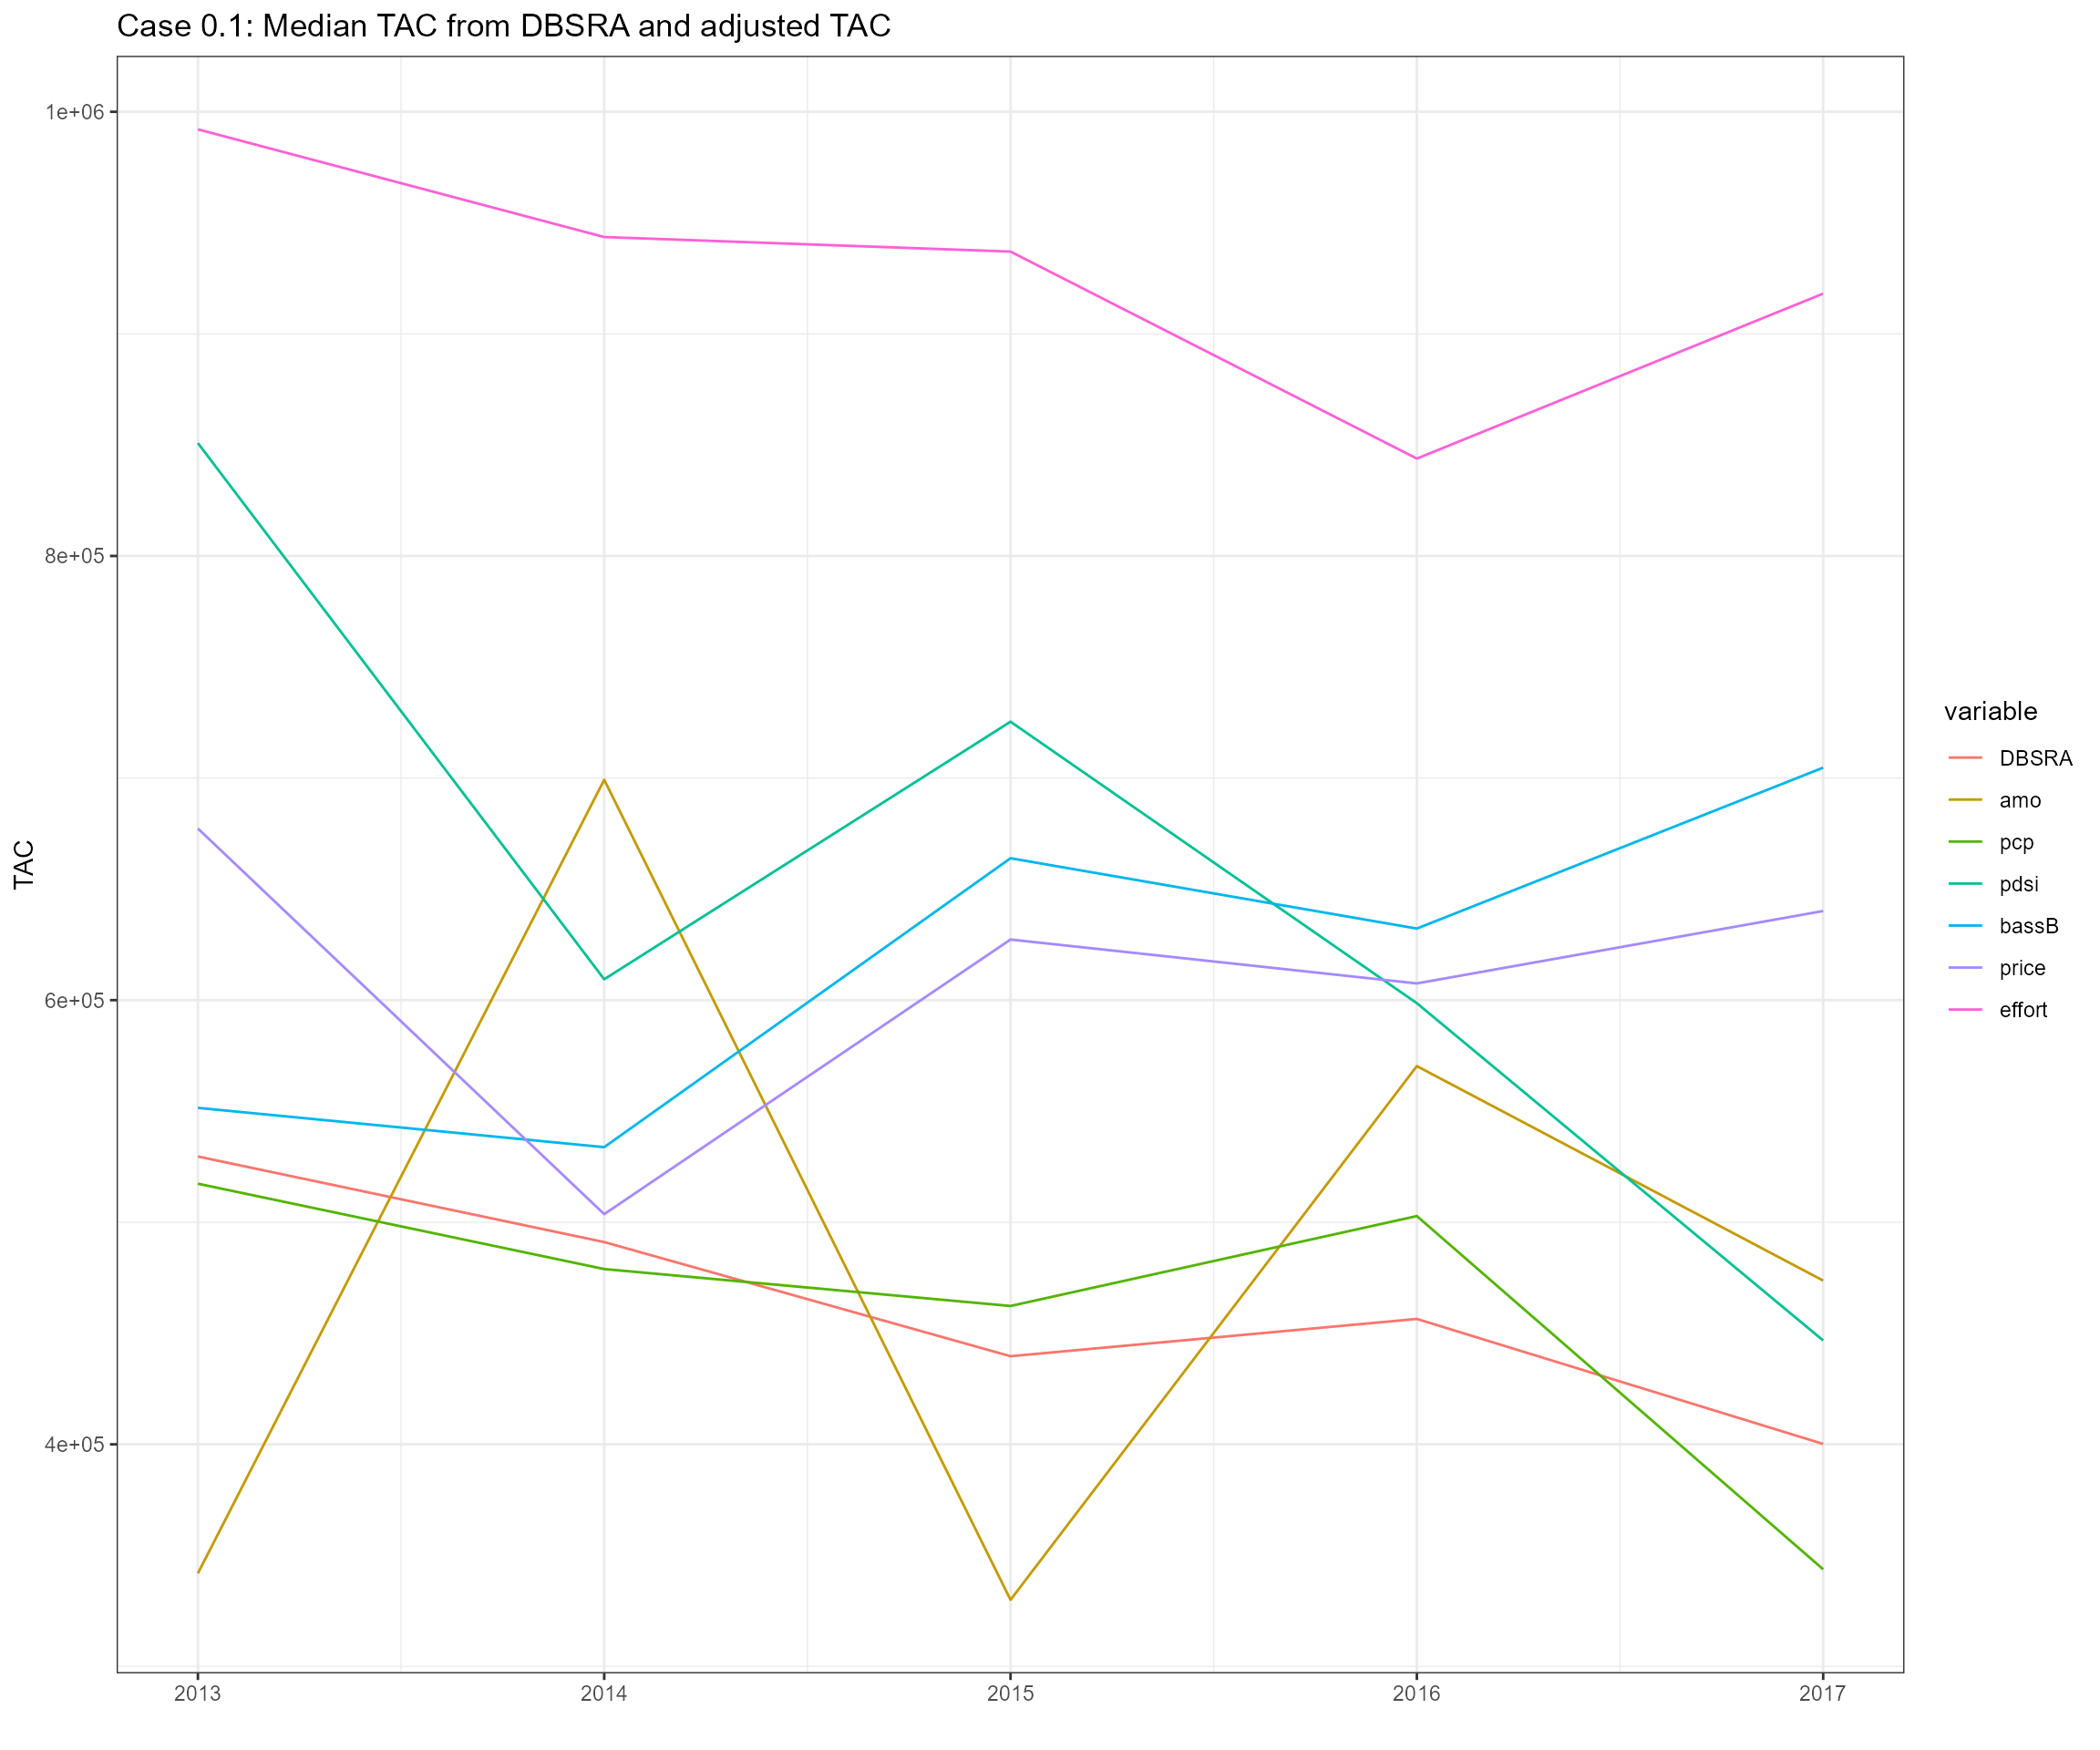 Case 0.1: Median TAC from DBSRA and adjusted TAC
1e+06
8e+05
6e+05
4e+05
TAC
2013 2014 2015 2016 2017
variable
DBSRA
amo
pcp
pdsi
bassB
price
effort